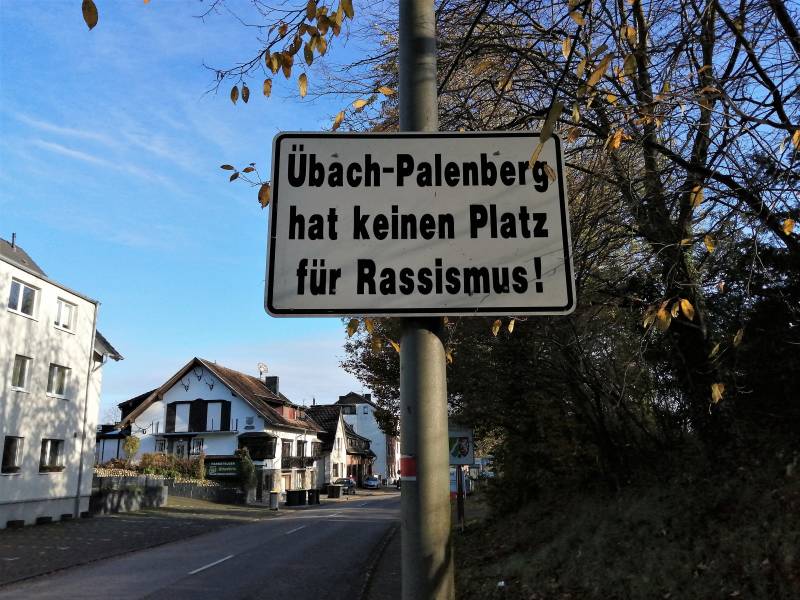 Übach-Palenberg
hat keinen Platz
für Rassismus!